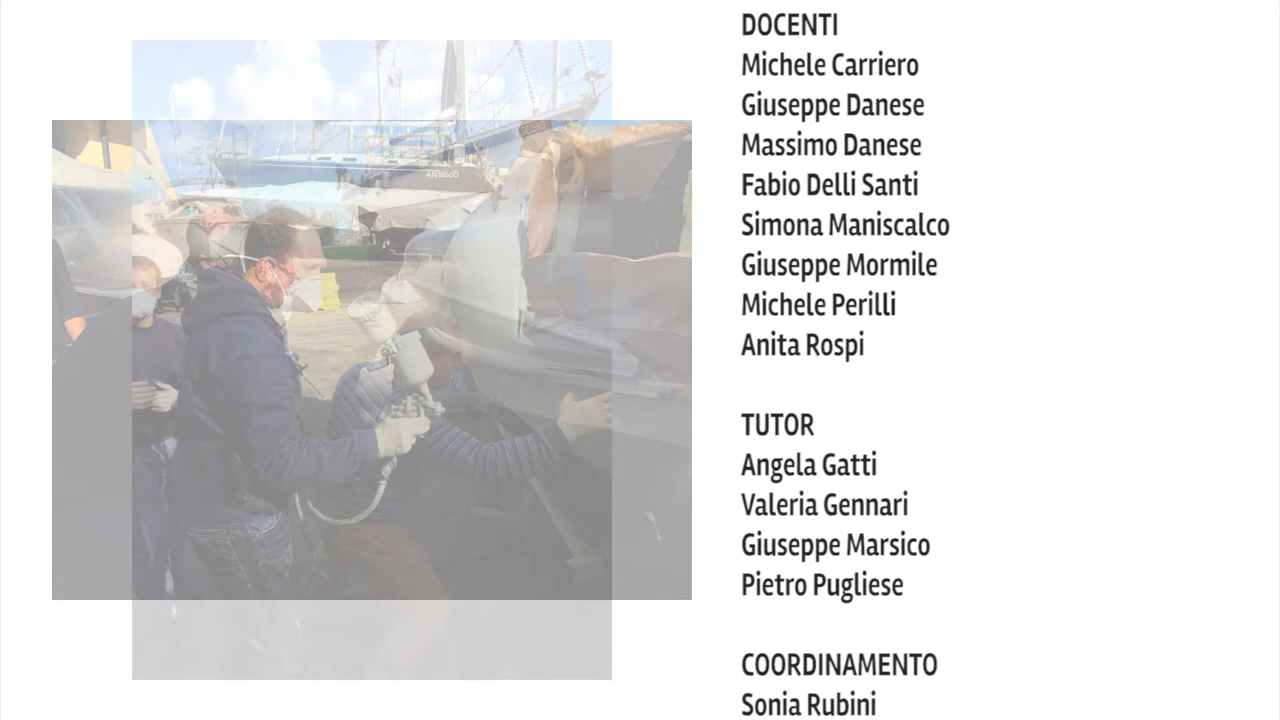 DOCENTI
Michele Carriero
Giuseppe Danese
Massimo Danese
Fabio Delli Santi
Simona Maniscalco
Giuseppe Mormile
Michele Perilli
Anita Rospi
TUTOR
Angela Gatti
Valeria Gennari
Giuseppe Marsico
Pietro Pugliese
COORDINAMENTO
Sonia Rubini